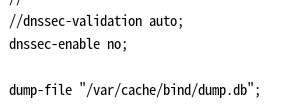 //
//dnssec-validation auto;
dnssec-enable no;
dump-file "/var/cache/bind/dump.db";